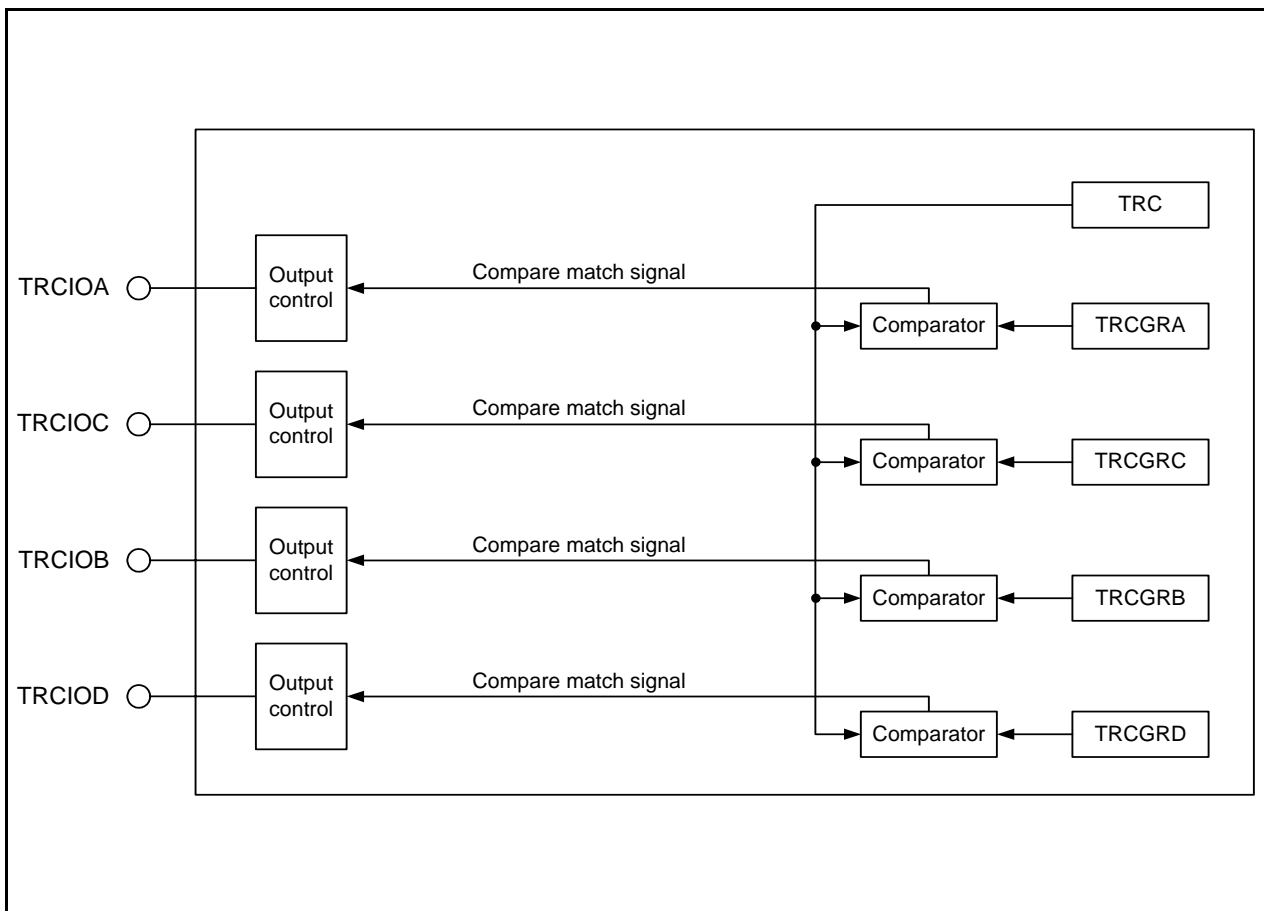 TRC
TRCIOA
Output
control
Compare match signal
Comparator
TRCGRA
TRCIOC
Output
control
Compare match signal
Comparator
TRCGRC
TRCIOB
Output
control
Compare match signal
Comparator
TRCGRB
TRCIOD
Output
control
Compare match signal
Comparator
TRCGRD